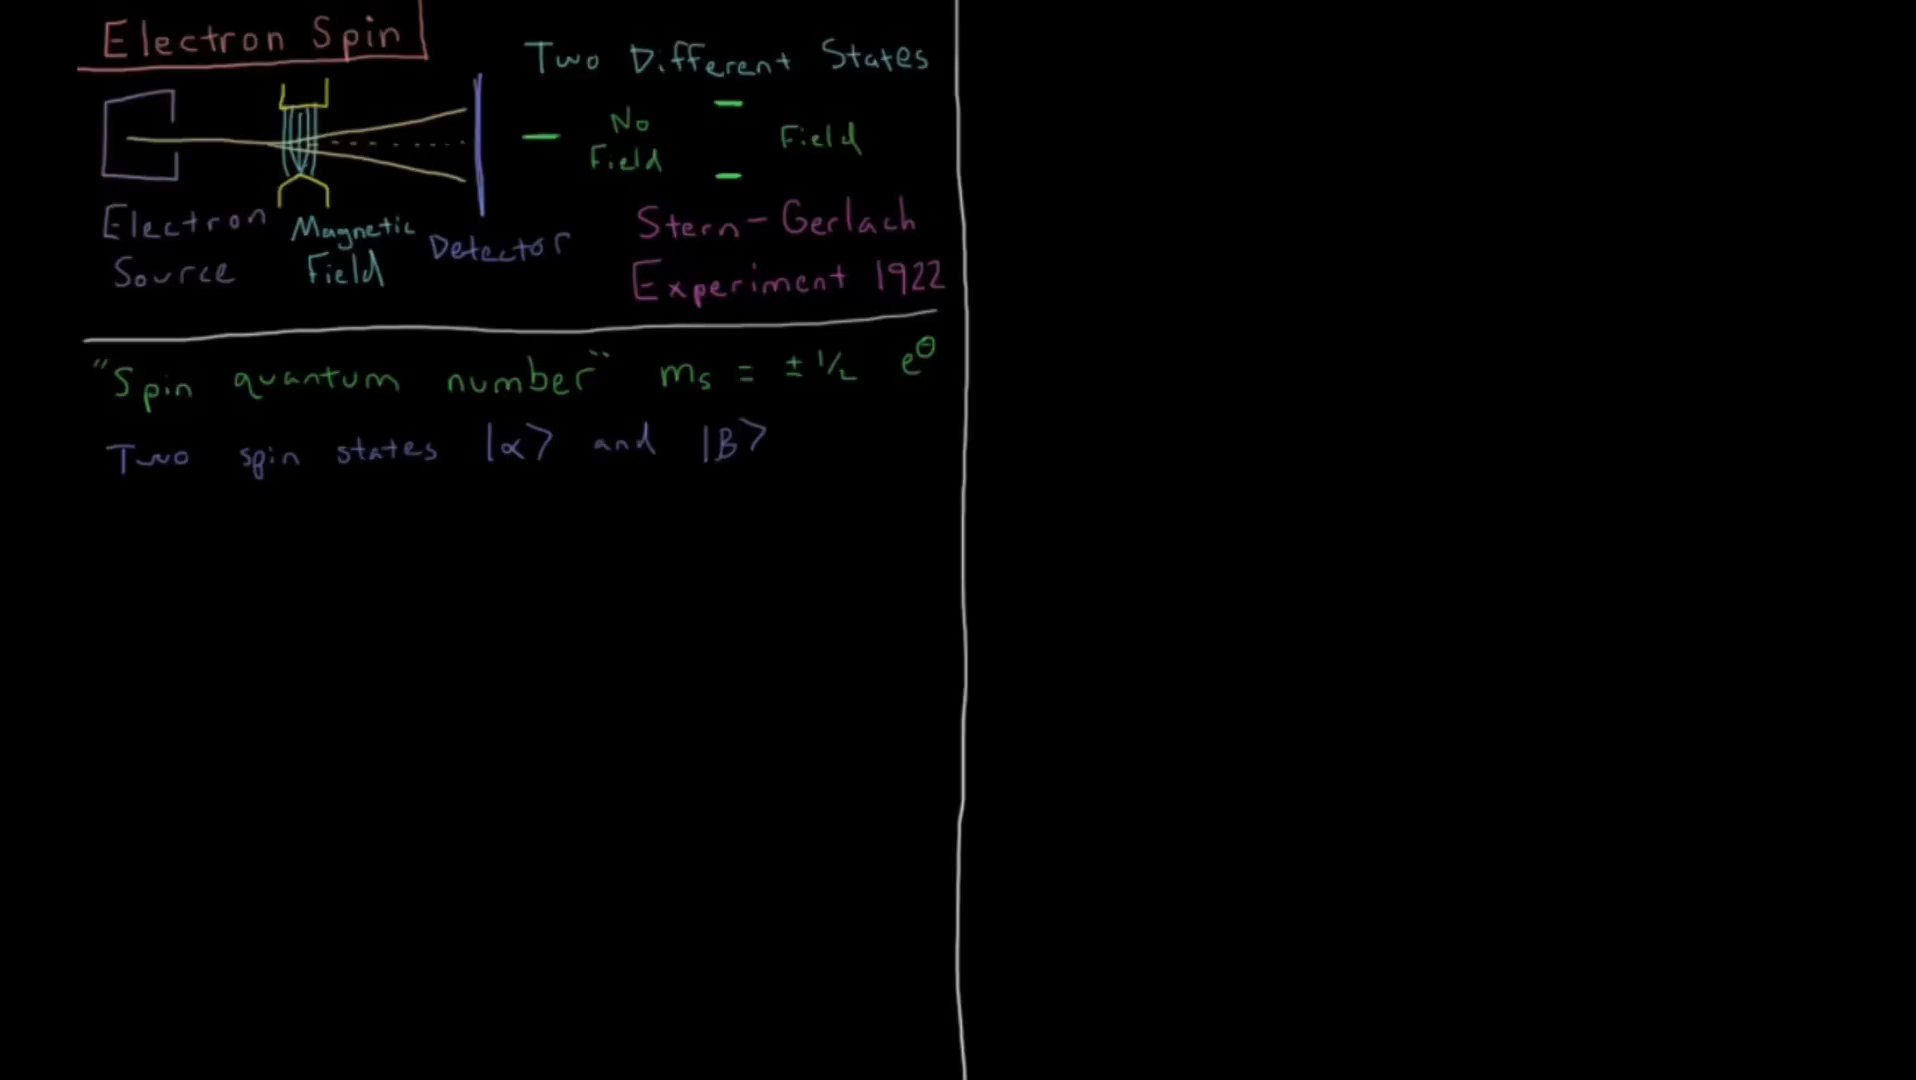 Electron Spin
Two Different States
No
Field
Field
Electron
Source
Magnetic
Field
Detector
Stern-Gerlach
Experiment 1922
"Spin quantum number" ms = ± 1/2 e⊖
Two spin states |α⟩ and |β⟩